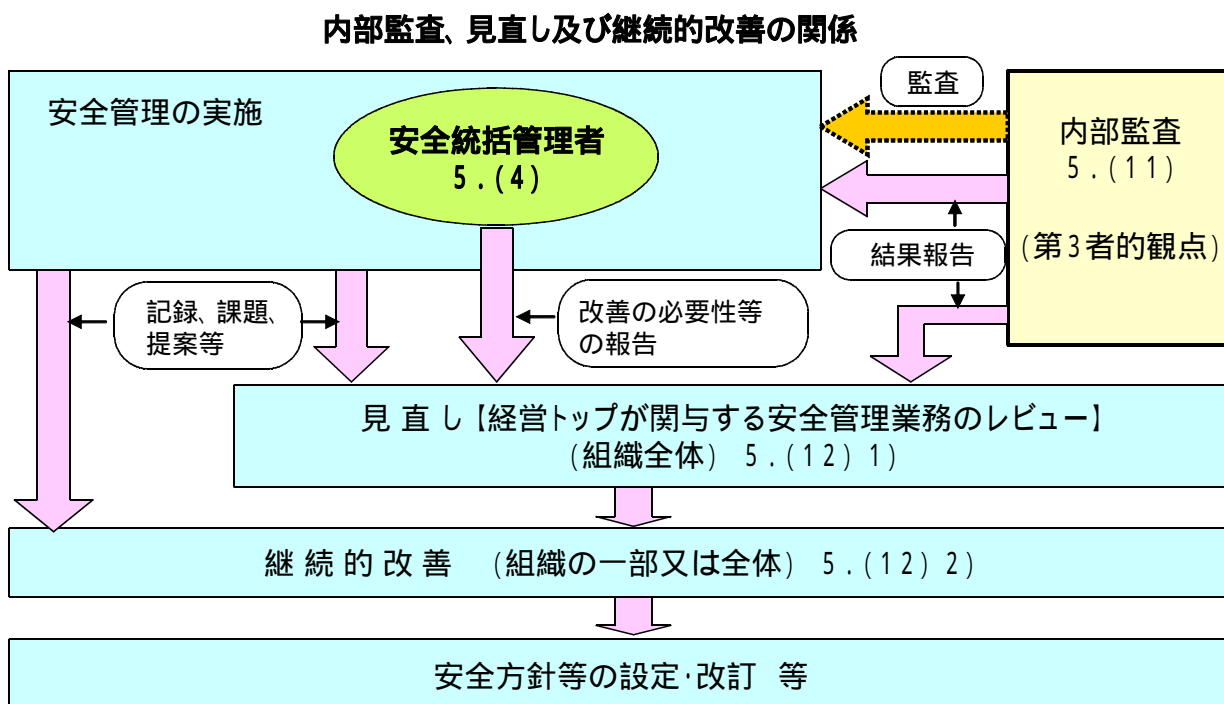 内部監査、見直し及び継続的改善の関係
安全管理の実施
安全統括管理者
5.(4)
監査
内部監査
5.(11)
(第3者的観点)
結果報告
記録、課題、
提案等
改善の必要性等
の報告
見直し【経営トップが関与する安全管理業務のレビュー】
(組織全体) 5.(12)1)
継続的改善 (組織の一部又は全体) 5.(12)2)
安全方針等の設定・改訂 等